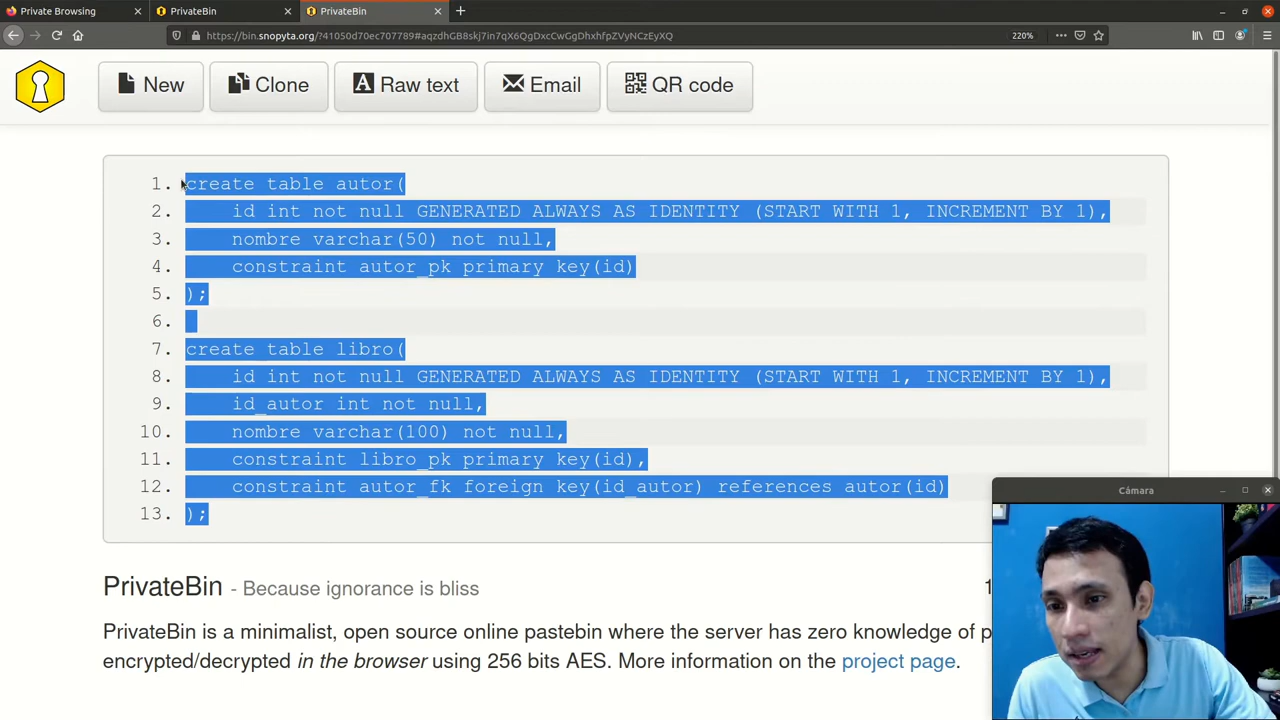 Private Browsing
PrivateBin
PrivateBin
https://bin.snopyta.org/?41050d70ec707789#aqzdhGB8skj7in7qX6QgDxcCwGgDhxhfpZVyNCzEyXQ
220%
New
Clone
Raw text
Email
QR code
1. create table autor(
2. id int not null GENERATED ALWAYS AS IDENTITY (START WITH 1, INCREMENT BY 1),
3. nombre varchar(50) not null,
4. constraint autor_pk primary key(id)
5. );
6.
7. create table libro(
8. id int not null GENERATED ALWAYS AS IDENTITY (START WITH 1, INCREMENT BY 1),
9. id_autor int not null,
10. nombre varchar(100) not null,
11. constraint libro_pk primary key(id),
12. constraint autor_fk foreign key(id_autor) references autor(id)
13. );
Cámara
PrivateBin - Because ignorance is bliss
PrivateBin is a minimalist, open source online pastebin where the server has zero knowledge of
encrypted/decrypted in the browser using 256 bits AES. More information on the project page.